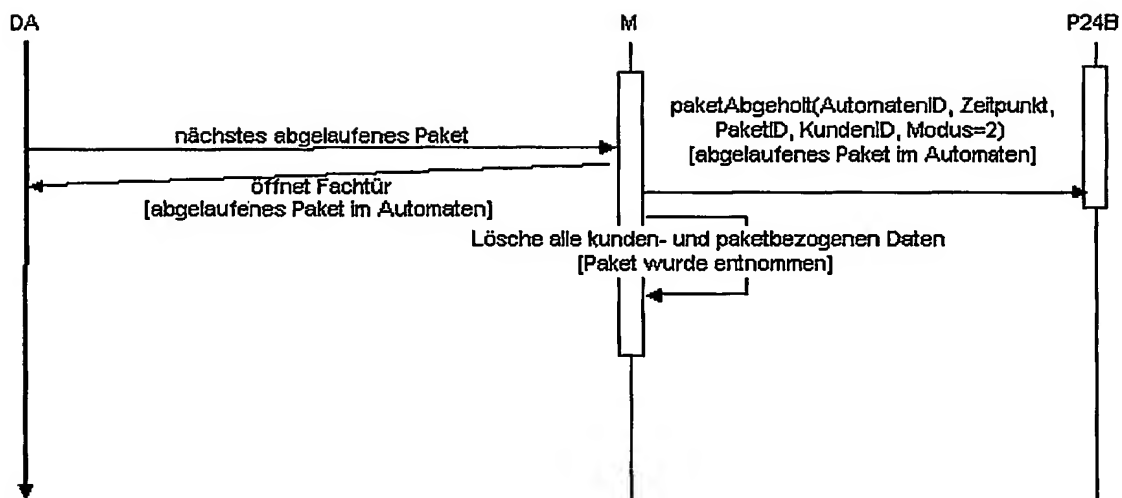 DA
M
P24B
paketAbgeholt(AutomatenID, Zeitpunkt,
PaketID, KundenID, Modus=2)
[abgelaufenes Paket im Automaten]
nächstes abgelaufenes Paket
öffnet Fachtür
[abgelaufenes Paket im Automaten]
Lösche alle kunden- und paketbezogenen Daten
[Paket wurde entnommen]